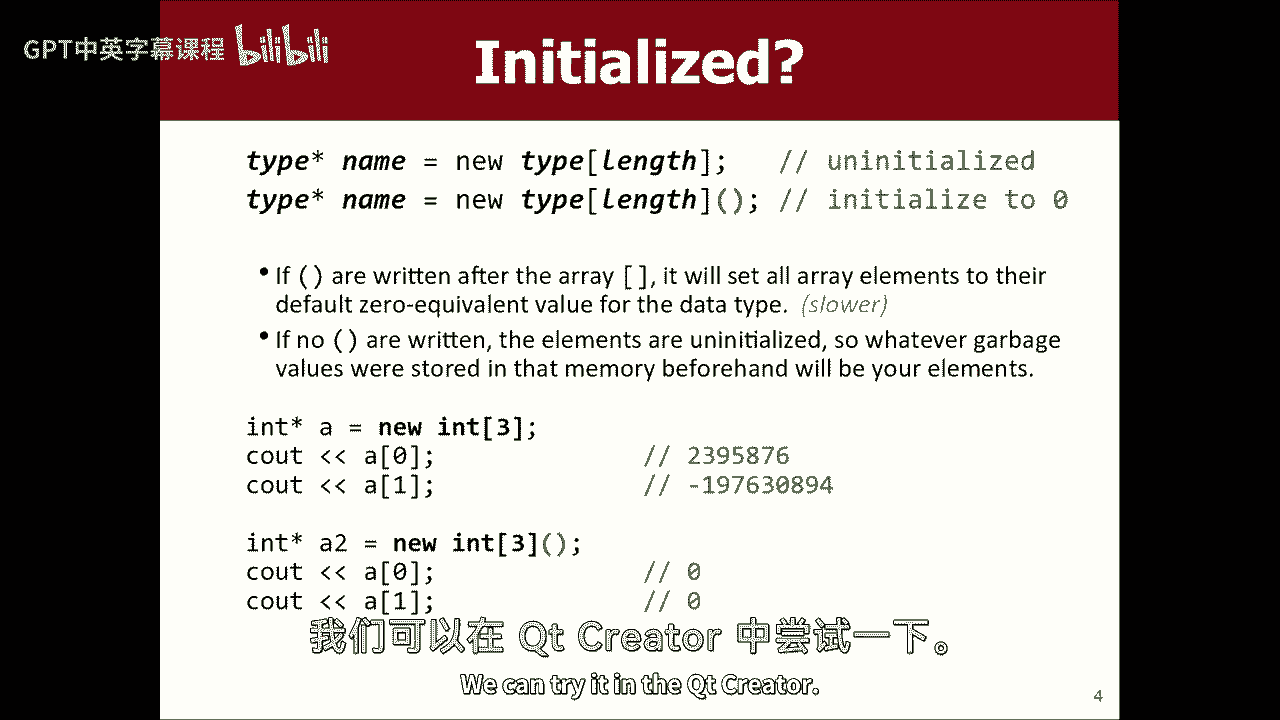 GPT中英字幕课程 bilibili
Initialized?
type* name = new type[length];   // uninitialized
type* name = new type[length](); // initialize to 0
• If () are written after the array [], it will set all array elements to their
default zero-equivalent value for the data type. (slower)
• If no () are written, the elements are uninitialized, so whatever garbage
values were stored in that memory beforehand will be your elements.
int* a = new int[3];
cout << a[0];              // 2395876
cout << a[1];              // -197630894
int* a2 = new int[3]();
cout << a[0];              // 0
cout << a[1];              // 0
我们可以在 Qt Creator 中尝试一下。
We can try it in the Qt Creator.
4